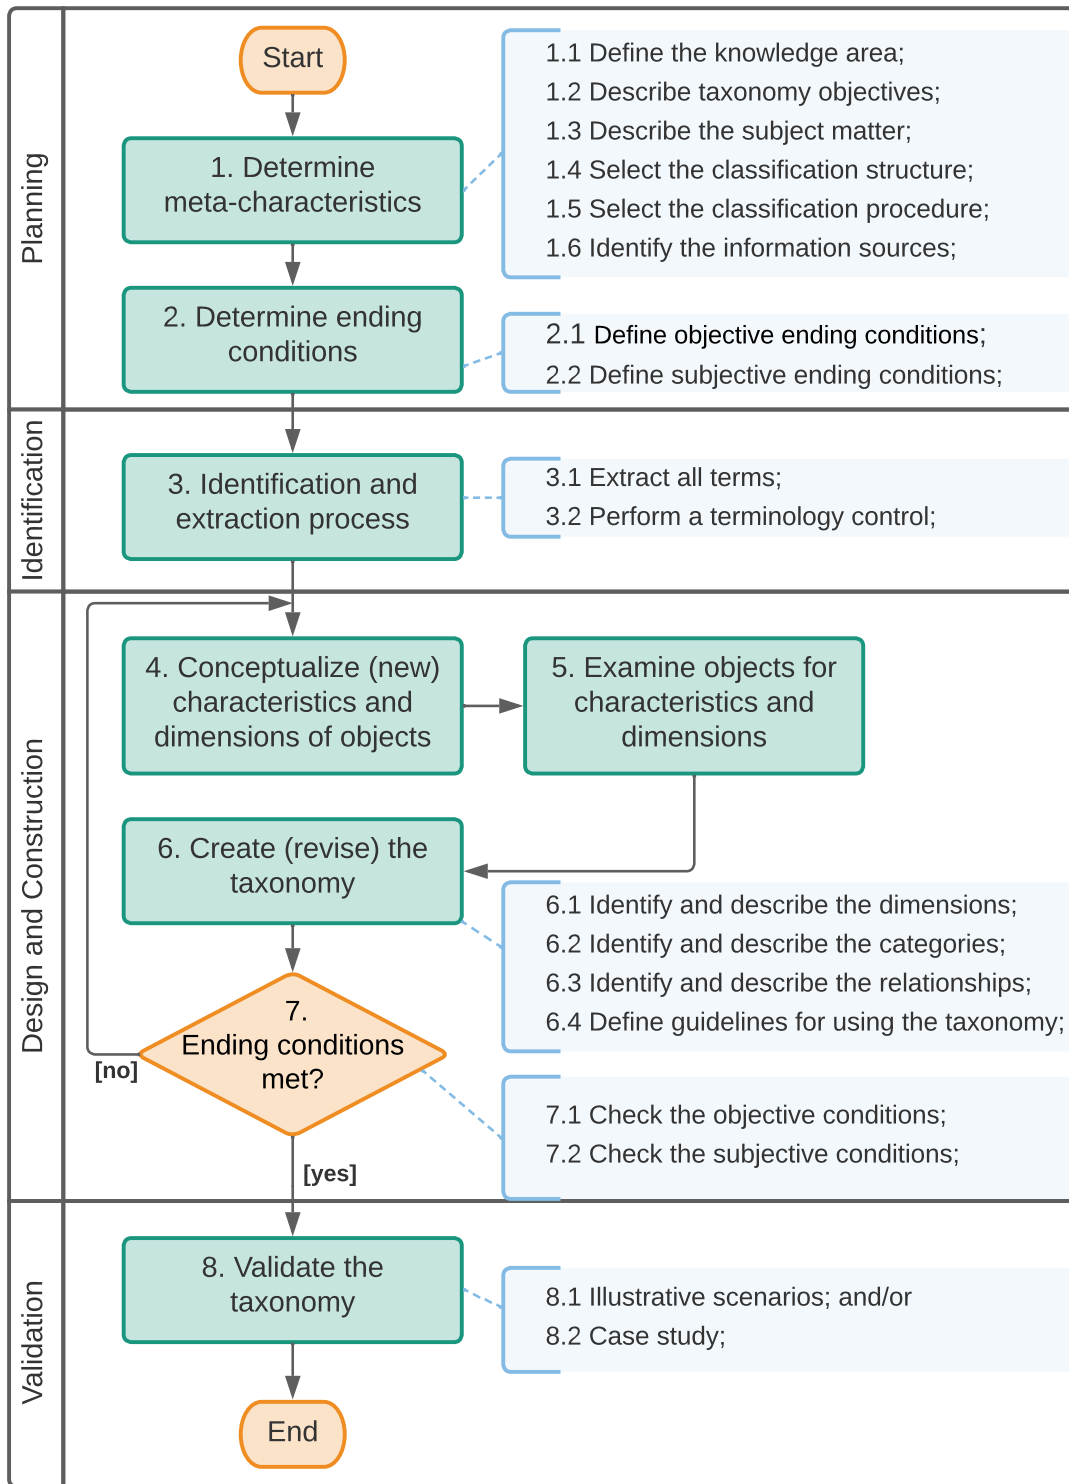 Planning
Start
1. Determine
meta-characteristics
1.1 Define the knowledge area;
1.2 Describe taxonomy objectives;
1.3 Describe the subject matter;
1.4 Select the classification structure;
1.5 Select the classification procedure;
1.6 Identify the information sources;
2. Determine ending
conditions
2.1 Define objective ending conditions;
2.2 Define subjective ending conditions;
Identification
3. Identification and
extraction process
3.1 Extract all terms;
3.2 Perform a terminology control;
Design and Construction
4. Conceptualize (new)
characteristics and
dimensions of objects
5. Examine objects for
characteristics and
dimensions
6. Create (revise) the
taxonomy
6.1 Identify and describe the dimensions;
6.2 Identify and describe the categories;
6.3 Identify and describe the relationships;
6.4 Define guidelines for using the taxonomy;
7.
Ending conditions
met?
[no]
[yes]
7.1 Check the objective conditions;
7.2 Check the subjective conditions;
Validation
8. Validate the
taxonomy
8.1 Illustrative scenarios; and/or
8.2 Case study;
End